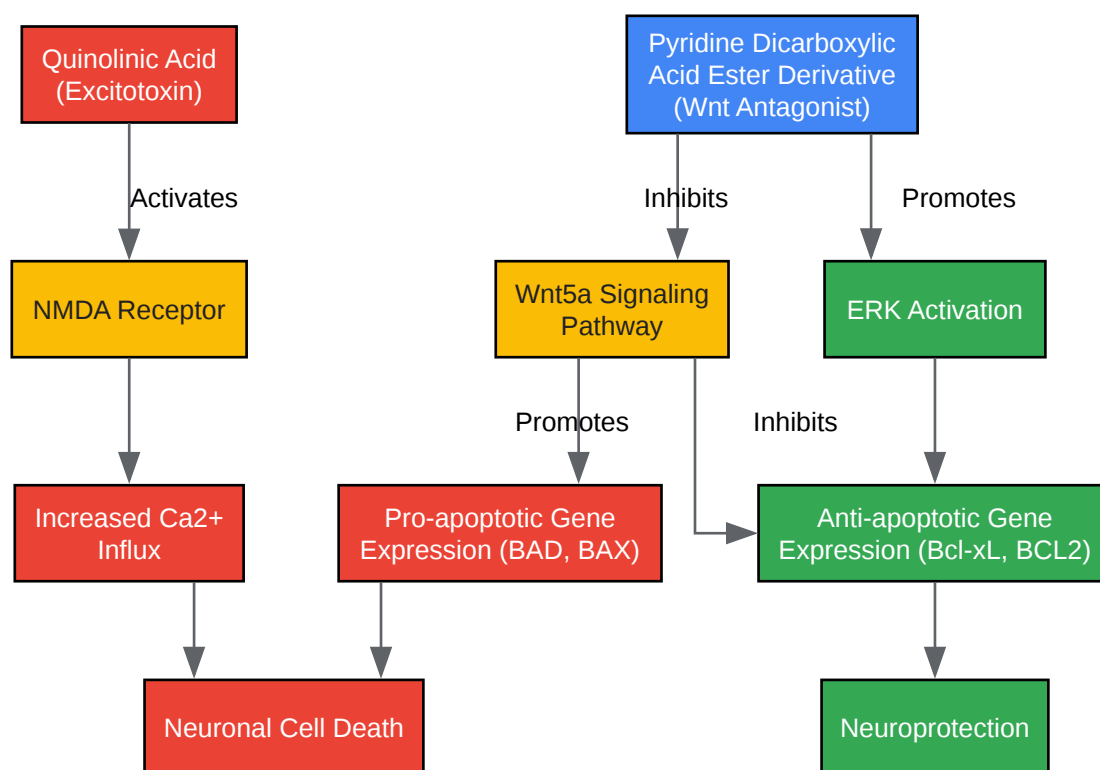 Quinolinic Acid
(Excitotoxin)
Pyridine Dicarboxylic
Acid Ester Derivative
(Wnt Antagonist)
Activates
Inhibits
Promotes
NMDA Receptor
Wnt5a Signaling
Pathway
ERK Activation
Promotes
Inhibits
Increased Ca2+
Influx
Pro-apoptotic Gene
Expression (BAD, BAX)
Anti-apoptotic Gene
Expression (Bcl-xL, BCL2)
Neuronal Cell Death
Neuroprotection